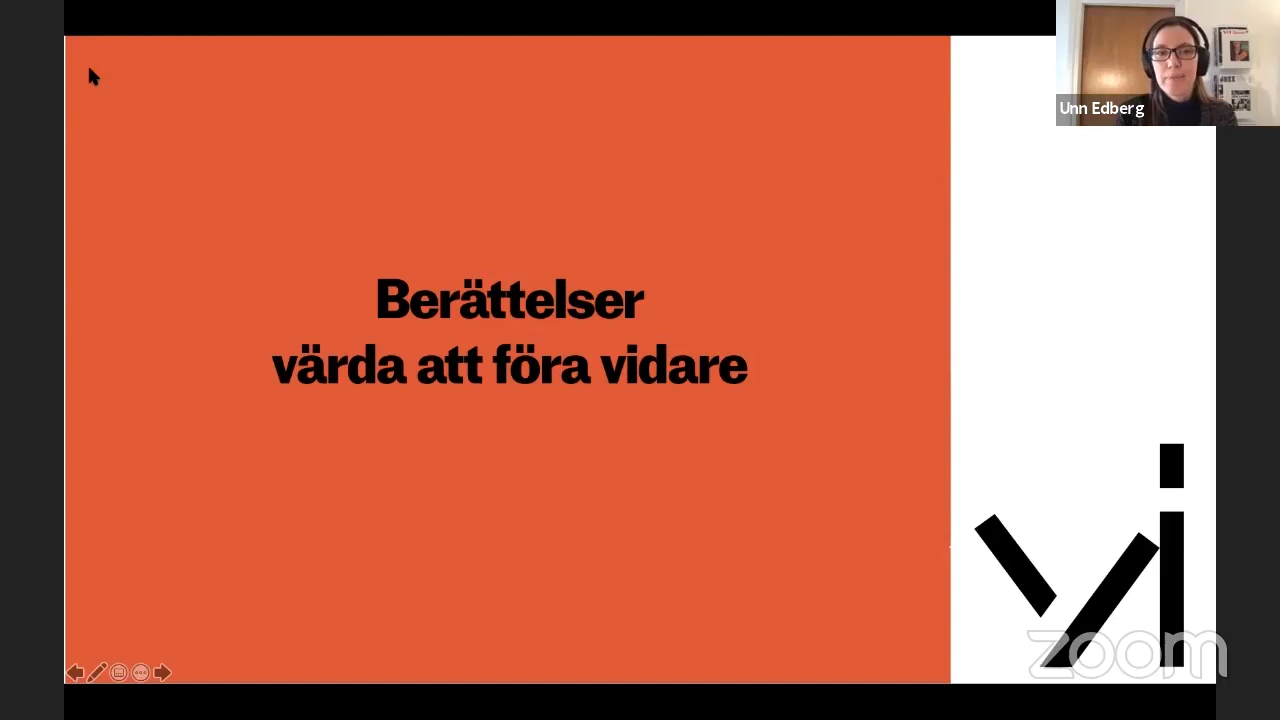 Berättelser
värda att föra vidare
Unn Edberg
vi
zoom